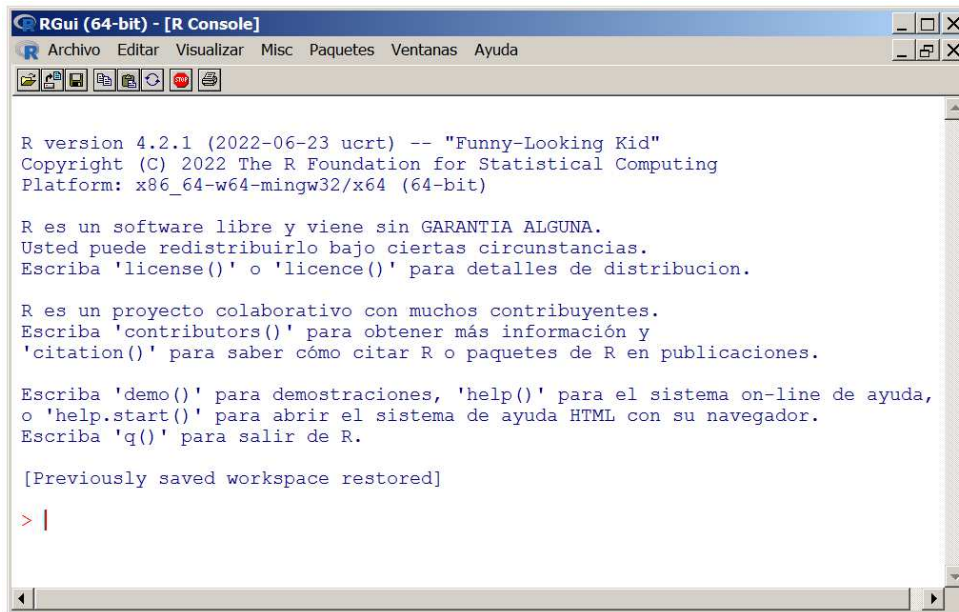 RGui (64-bit) - [R Console]
Archivo Editar Visualizar Misc Paquetes Ventanas Ayuda
STOP
R version 4.2.1 (2022-06-23 ucrt) -- "Funny-Looking Kid"
Copyright (C) 2022 The R Foundation for Statistical Computing
Platform: x86_64-w64-mingw32/x64 (64-bit)
R es un software libre y viene sin GARANTIA ALGUNA.
Usted puede redistribuirlo bajo ciertas circunstancias.
Escriba 'license()' o 'licence()' para detalles de distribucion.
R es un proyecto colaborativo con muchos contribuyentes.
Escriba 'contributors()' para obtener más información y
'citation()' para saber cómo citar R o paquetes de R en publicaciones.
Escriba 'demo()' para demostraciones, 'help()' para el sistema on-line de ayuda,
o 'help.start()' para abrir el sistema de ayuda HTML con su navegador.
Escriba 'q()' para salir de R.
[Previously saved workspace restored]
>